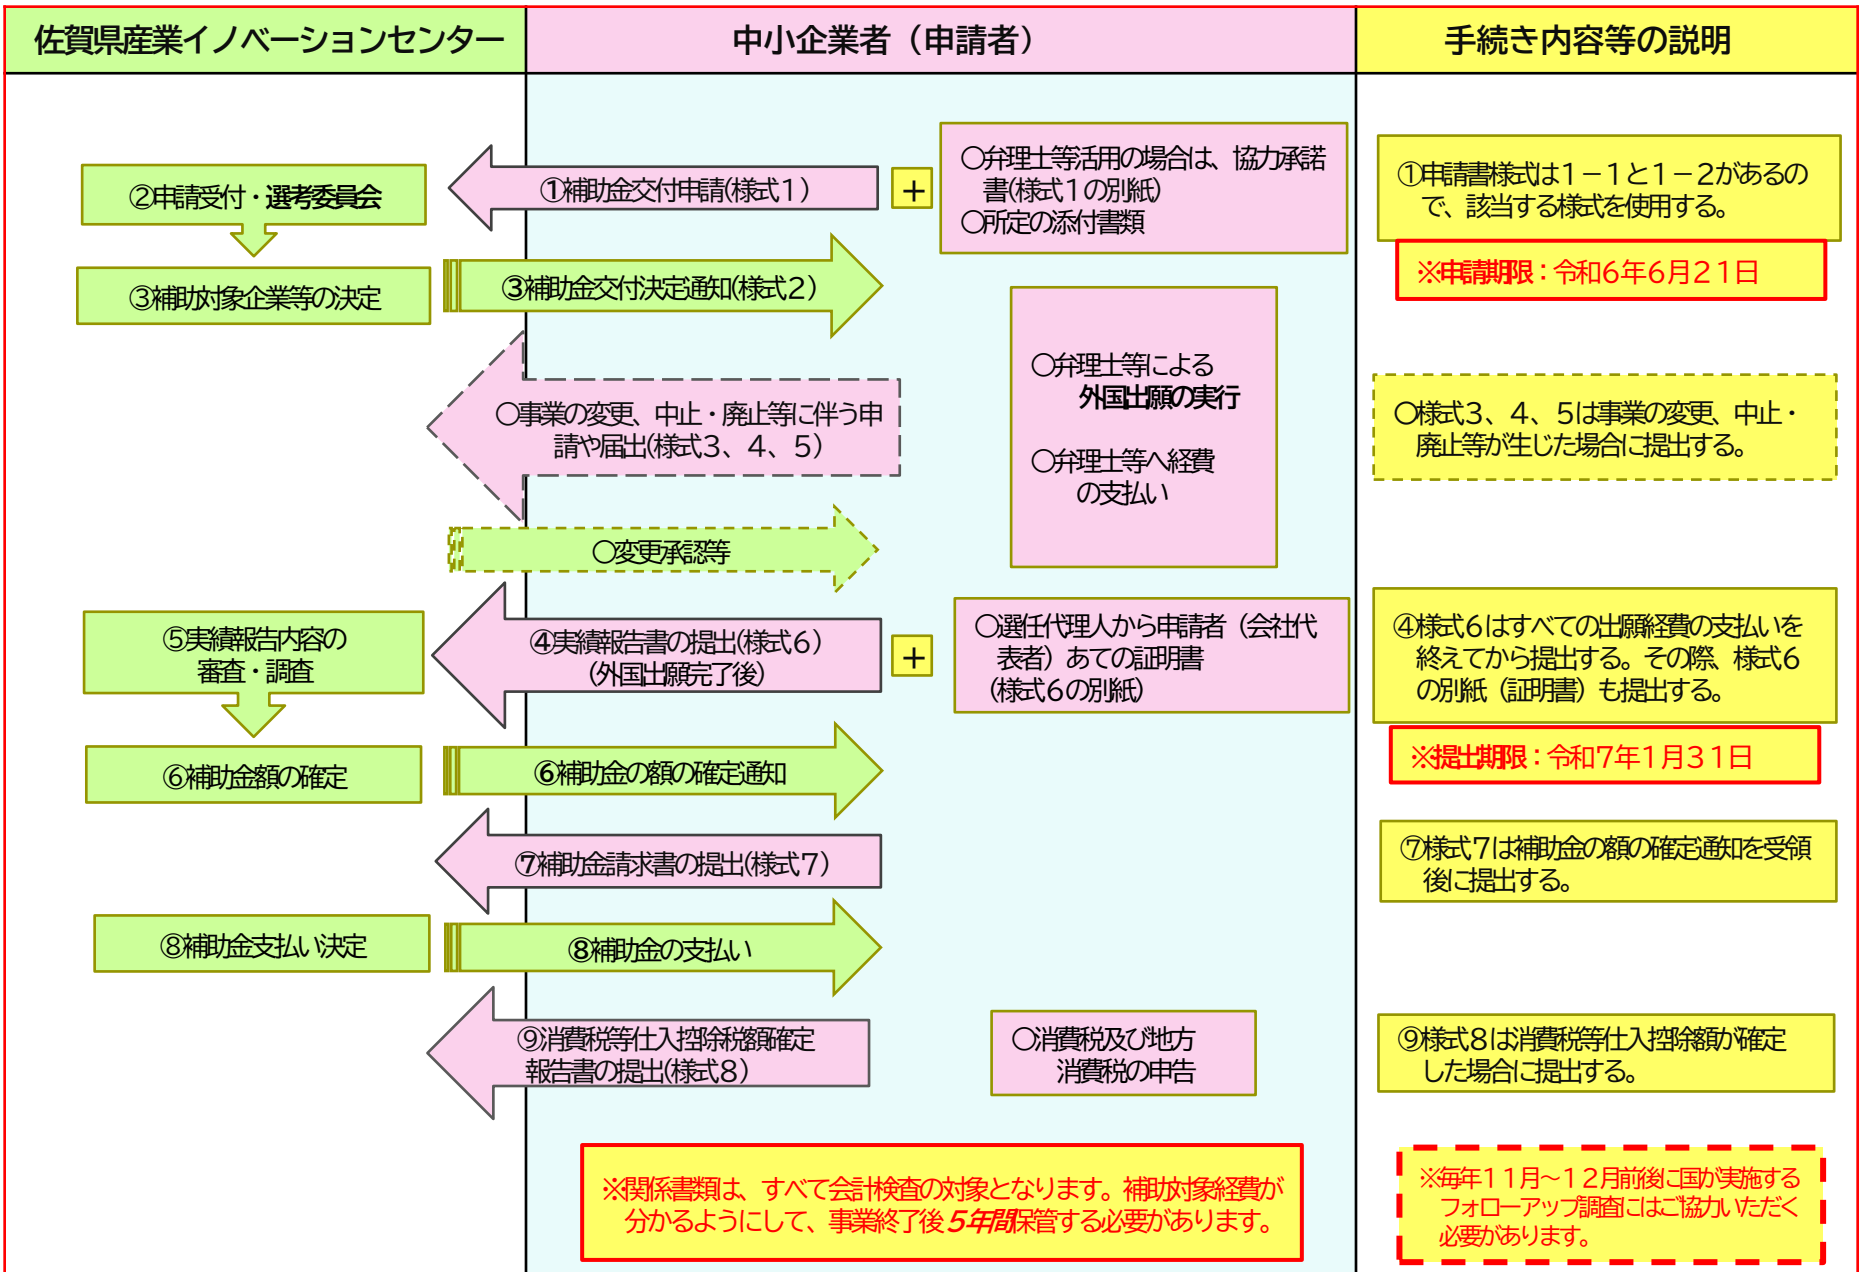 佐賀県産業イノベーションセンター
中小企業者（申請者）
手続き内容等の説明
②申請受付・選考委員会
①補助金交付申請(様式１)
＋
○弁理士等活用の場合は、協力承諾
書(様式１の別紙)
○所定の添付書類
①申請書様式は１－１と１－２があるの
で、該当する様式を使用する。
※申請期限：令和６年６月２１日
③補助対象企業等の決定
③補助金交付決定通知(様式２)
○弁理士等による
外国出願の実行
○弁理士等へ経費
の支払い
○事業の変更、中止・廃止等に伴う申
請や届出(様式３、４、５)
○様式３、４、５は事業の変更、中止・
廃止等が生じた場合に提出する。
○変更承認等
⑤実績報告内容の
審査・調査
④実績報告書の提出(様式６)
(外国出願完了後)
＋
○選任代理人から申請者（会社代
表者）あての証明書
(様式６の別紙)
④様式６はすべての出願経費の支払いを
終えてから提出する。その際、様式６
の別紙（証明書）も提出する。
※提出期限：令和７年１月３１日
⑥補助金額の確定
⑥補助金の額の確定通知
⑦補助金請求書の提出(様式７)
⑦様式７は補助金の額の確定通知を受領
後に提出する。
⑧補助金支払い決定
⑧補助金の支払い
⑨消費税等仕入控除税額確定
報告書の提出(様式８)
○消費税及び地方
消費税の申告
⑨様式８は消費税等仕入控除額が確定
した場合に提出する。
※関係書類は、すべて会計検査の対象となります。補助対象経費が
分かるようにして、事業終了後５年間保管する必要があります。
※毎年１１月～１２月前後に国が実施する
フォローアップ調査にはご協力いただく
必要があります。